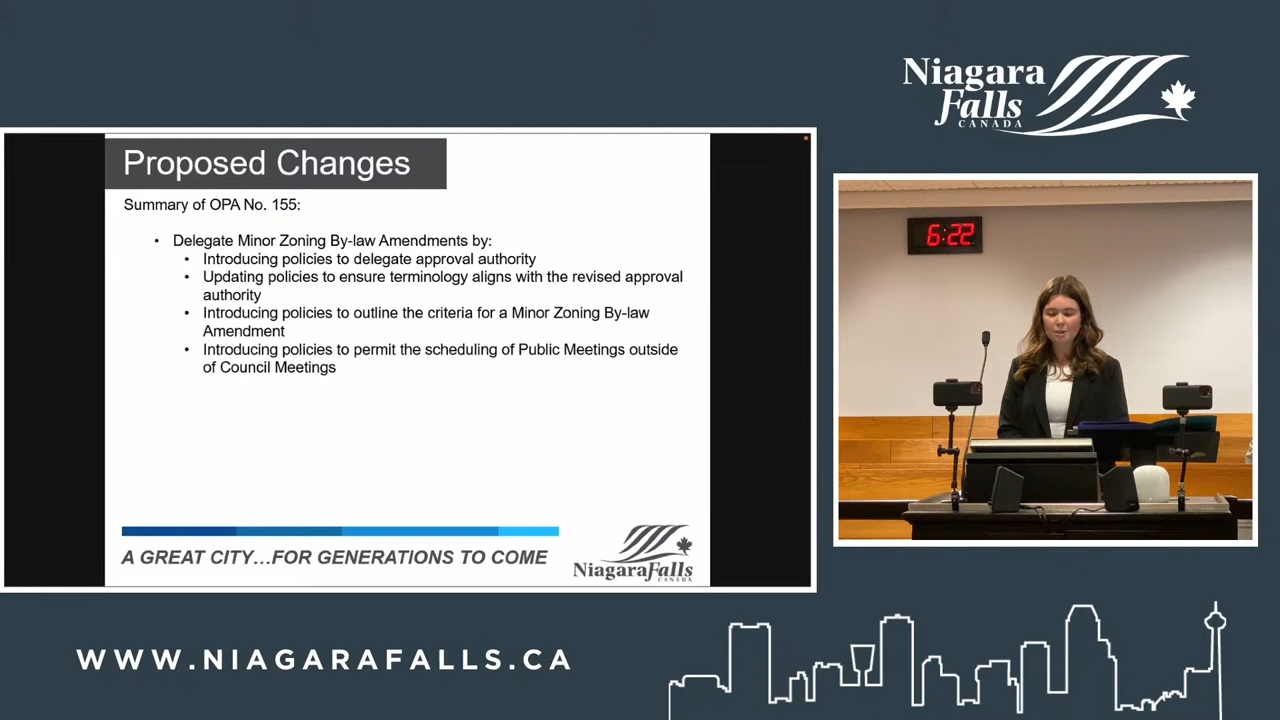 Niagara
Falls
CANADA
Proposed Changes
Summary of OPA No. 155:
• Delegate Minor Zoning By-law Amendments by:
• Introducing policies to delegate approval authority
• Updating policies to ensure terminology aligns with the revised approval
authority
• Introducing policies to outline the criteria for a Minor Zoning By-law
Amendment
• Introducing policies to permit the scheduling of Public Meetings outside
of Council Meetings
6:22
A GREAT CITY...FOR GENERATIONS TO COME
NiagaraFalls
CANADA
WWW.NIAGARAFALLS.CA